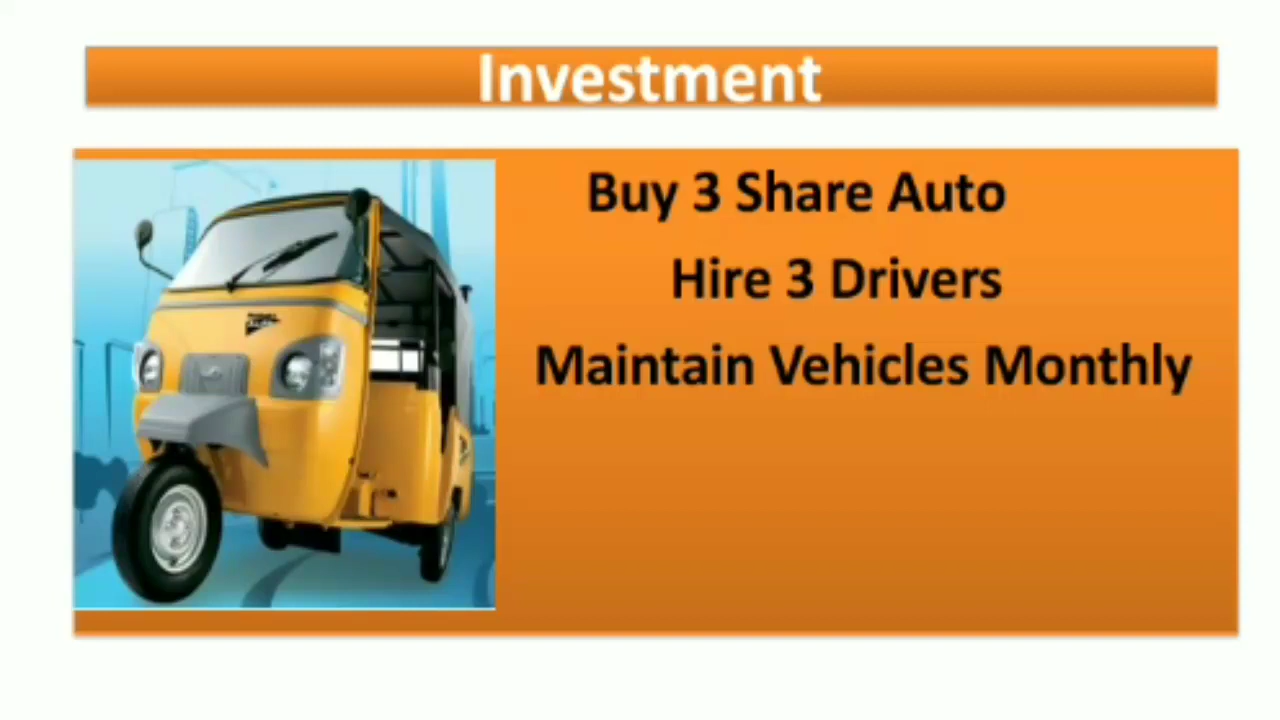 Investment
Buy 3 Share Auto
Hire 3 Drivers
Maintain Vehicles Monthly